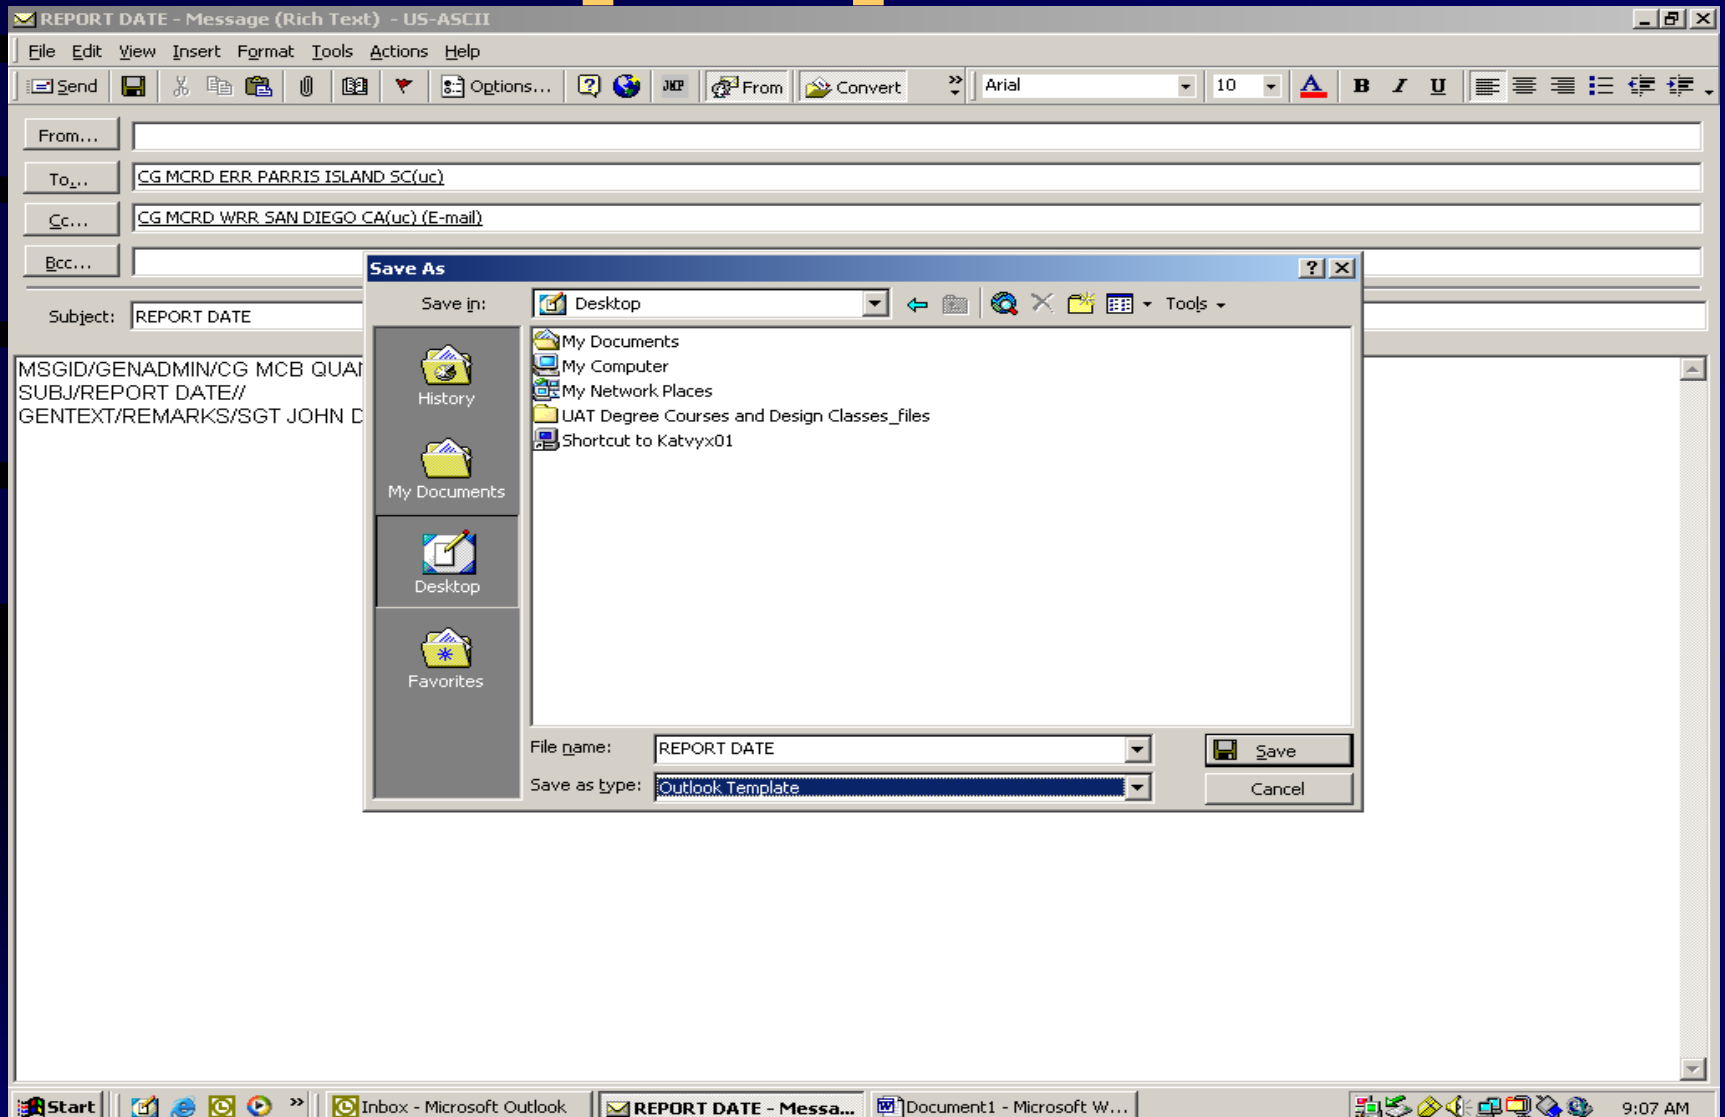 REPORT DATE - Message (Rich Text) - US-ASCII
File Edit View Insert Format Tools Actions Help
Send Options... JMP From Convert » Arial 10 A B I U
From...
To... CG MCRD ERR PARRIS ISLAND SC(uc)
Cc... CG MCRD WRR SAN DIEGO CA(uc) (E-mail)
Bcc...
Subject: REPORT DATE
MSGID/GENADMIN/CG MCB QUAN
SUBJ/REPORT DATE//
GENTEXT/REMARKS/SGT JOHN D
Save As
Save in: Desktop Tools
History
My Documents
Desktop
Favorites
My Documents
My Computer
My Network Places
UAT Degree Courses and Design Classes_files
Shortcut to Katvyx01
File name: REPORT DATE Save
Save as type: Outlook Template Cancel
Start » Inbox - Microsoft Outlook REPORT DATE - Messa... Document1 - Microsoft W... 9:07 AM